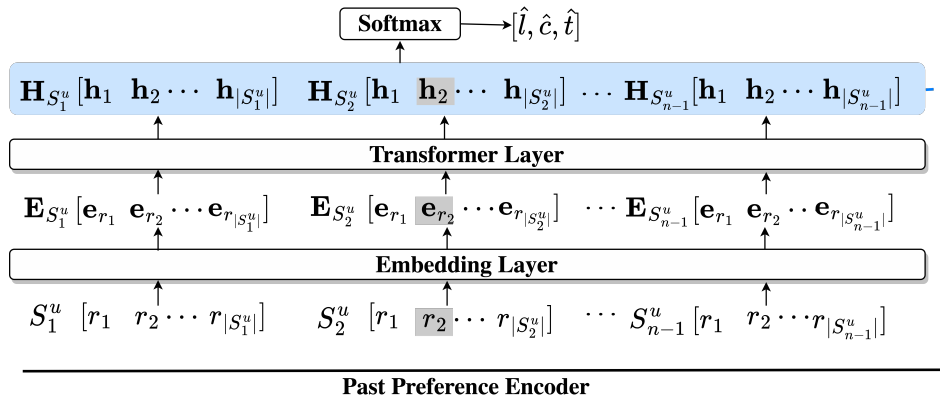 Softmax [l̂, ĉ, t̂]
H_{S_1^u} [h_1 h_2 ⋯ h_{|S_1^u|}] H_{S_2^u} [h_1 h_2 ⋯ h_{|S_2^u|}] ⋯ H_{S_{n-1}^u} [h_1 h_2 ⋯ h_{|S_{n-1}^u|}]
Transformer Layer
E_{S_1^u} [e_{r_1} e_{r_2} ⋯ e_{r_{|S_1^u|}}] E_{S_2^u} [e_{r_1} e_{r_2} ⋯ e_{r_{|S_2^u|}}] ⋯ E_{S_{n-1}^u} [e_{r_1} e_{r_2} ⋅⋅ e_{r_{|S_{n-1}^u|}}]
Embedding Layer
S_1^u [r_1 r_2 ⋯ r_{|S_1^u|}] S_2^u [r_1 r_2 ⋯ r_{|S_2^u|}] ⋯ S_{n-1}^u [r_1 r_2 ⋯ r_{|S_{n-1}^u|}]
Past Preference Encoder